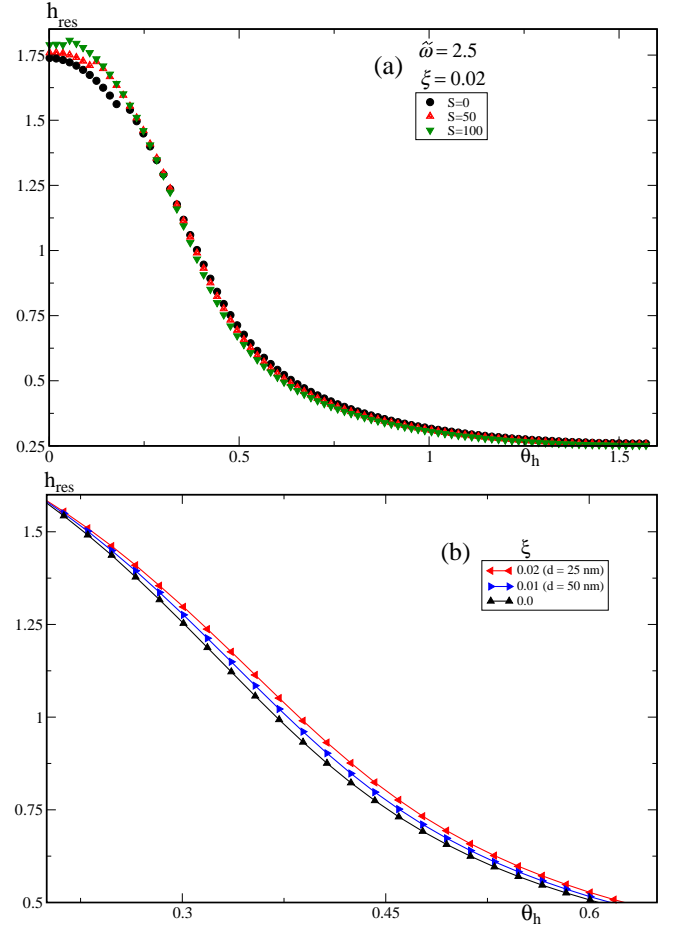 h_res
1.75
1.5
1.25
1
0.75
0.5
0.25
(a)
ω̃ = 2.5
ξ = 0.02
S=0
S=50
S=100
0 0.5 1 1.5
θ_h
h_res
1.5
1.25
1
0.75
0.5
(b)
ξ
0.02 (d = 25 nm)
0.01 (d = 50 nm)
0.0
0.3 0.45 0.6
θ_h